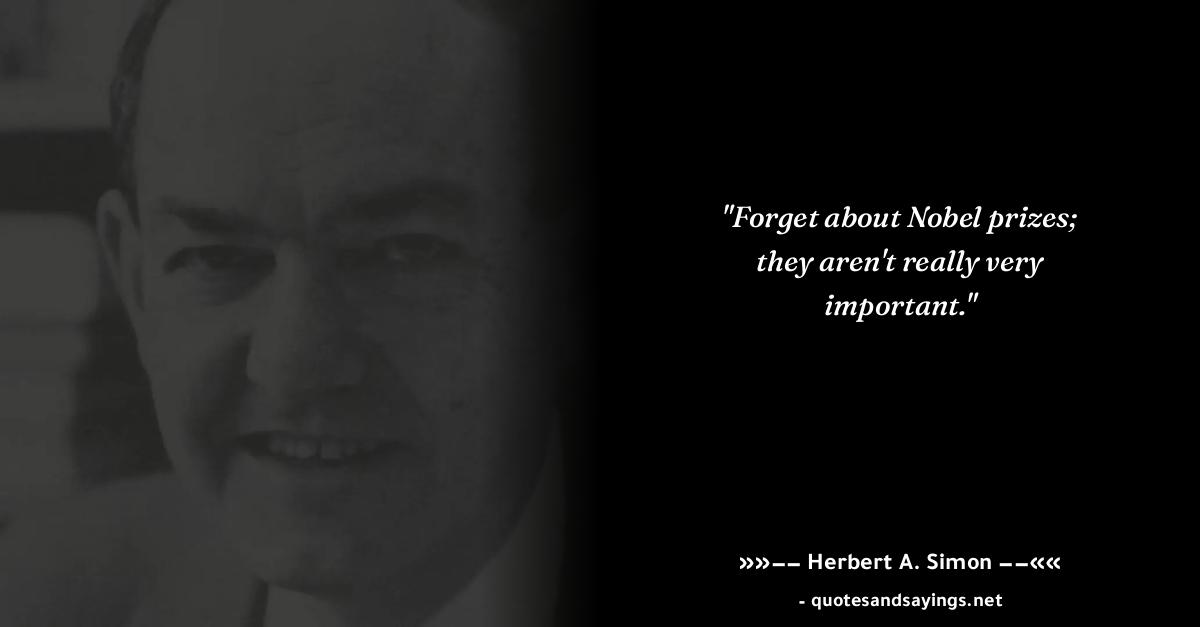 "Forget about Nobel prizes;
they aren't really very
important."
»»–– Herbert A. Simon ––««
- quotesandsayings.net